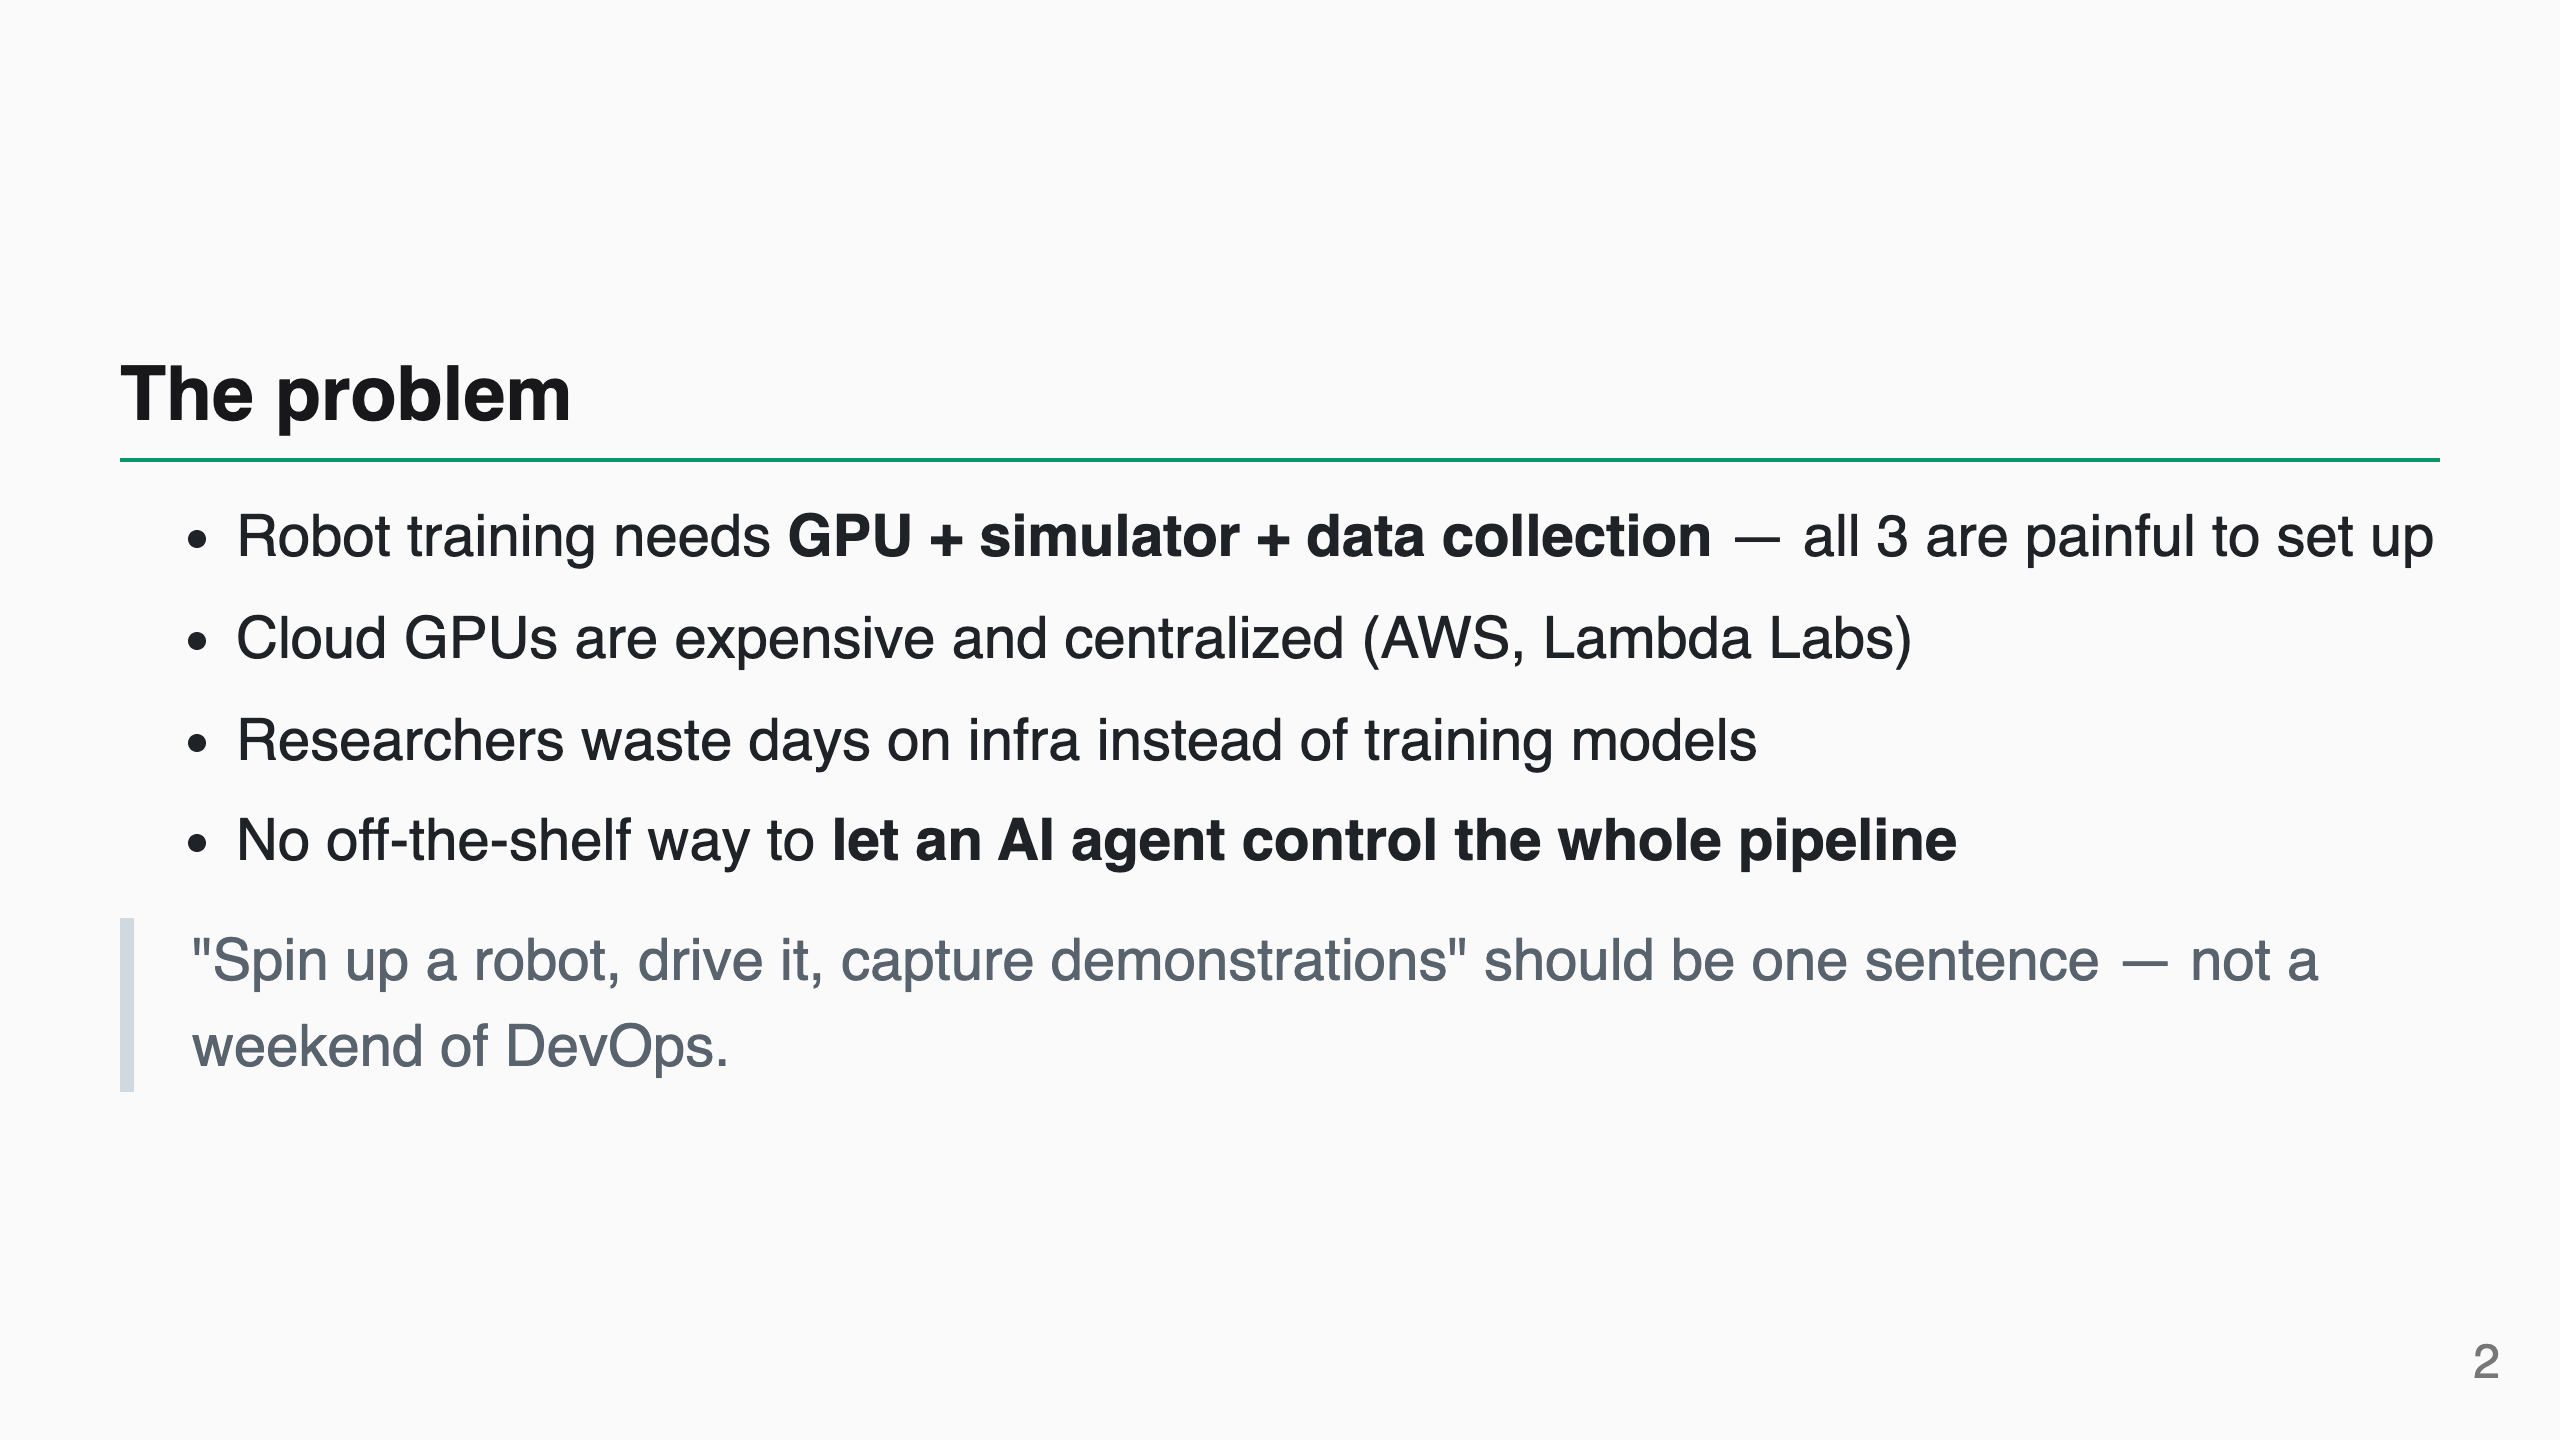 The problem
• Robot training needs GPU + simulator + data collection — all 3 are painful to set up
• Cloud GPUs are expensive and centralized (AWS, Lambda Labs)
• Researchers waste days on infra instead of training models
• No off-the-shelf way to let an AI agent control the whole pipeline
"Spin up a robot, drive it, capture demonstrations" should be one sentence — not a
weekend of DevOps.
2